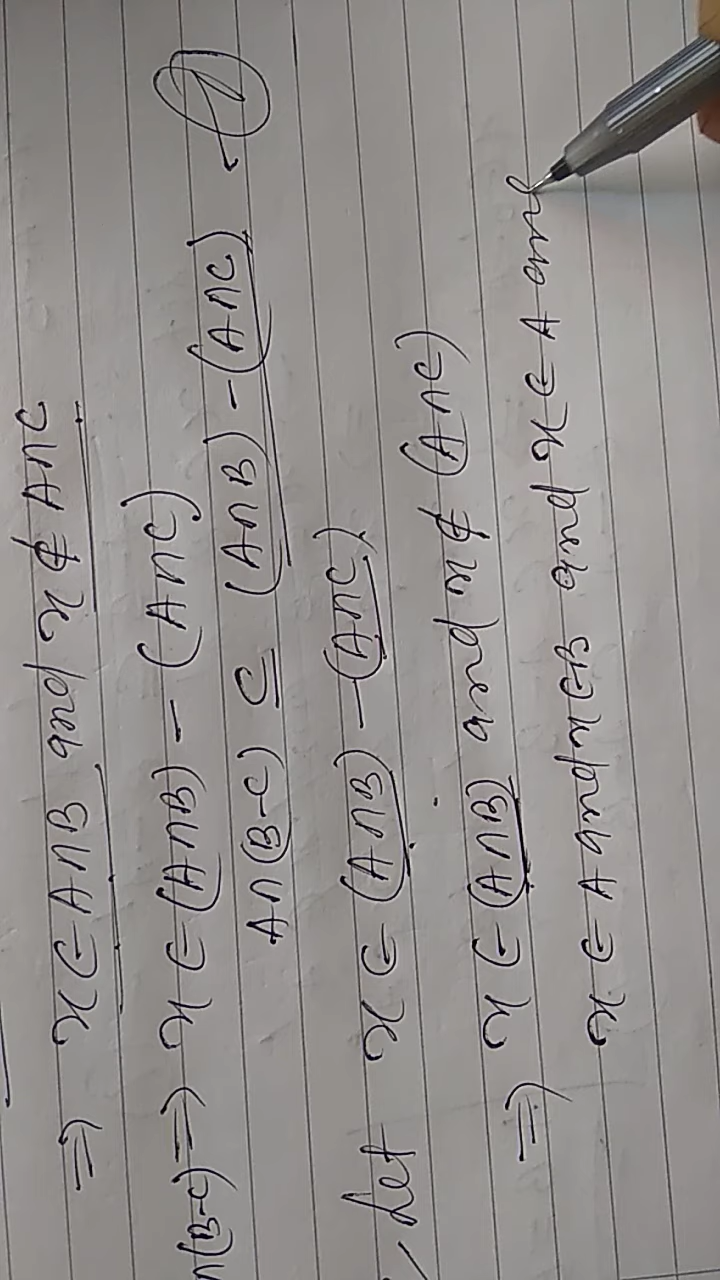 ⇒ x ∈ A∩B and x ∉ A∩C
∩(B-C) ⇒ x ∈ (A∩B) - (A∩C)
A∩(B-C) ⊆ (A∩B) - (A∩C) - ①
Let x ∈ (A∩B) - (A∩C)
⇒ x ∈ (A∩B) and x ∉ (A∩C)
x ∈ A and x ∈ B and x ∈ A and